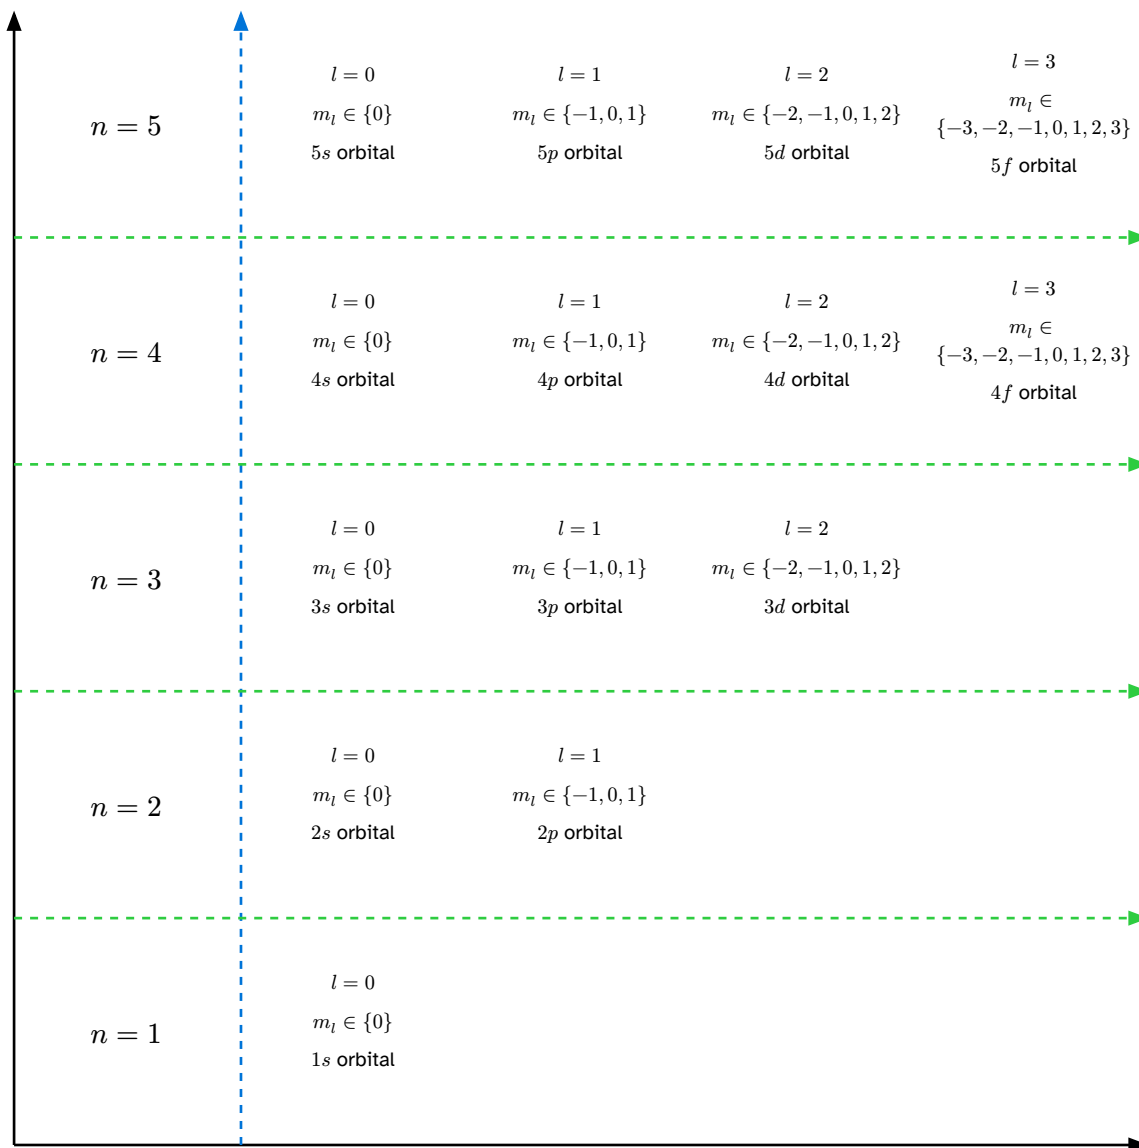 n = 5
l = 0
m_l ∈ {0}
5s orbital
l = 1
m_l ∈ {−1, 0, 1}
5p orbital
l = 2
m_l ∈ {−2, −1, 0, 1, 2}
5d orbital
l = 3
m_l ∈
{−3, −2, −1, 0, 1, 2, 3}
5f orbital
n = 4
l = 0
m_l ∈ {0}
4s orbital
l = 1
m_l ∈ {−1, 0, 1}
4p orbital
l = 2
m_l ∈ {−2, −1, 0, 1, 2}
4d orbital
l = 3
m_l ∈
{−3, −2, −1, 0, 1, 2, 3}
4f orbital
n = 3
l = 0
m_l ∈ {0}
3s orbital
l = 1
m_l ∈ {−1, 0, 1}
3p orbital
l = 2
m_l ∈ {−2, −1, 0, 1, 2}
3d orbital
n = 2
l = 0
m_l ∈ {0}
2s orbital
l = 1
m_l ∈ {−1, 0, 1}
2p orbital
n = 1
l = 0
m_l ∈ {0}
1s orbital